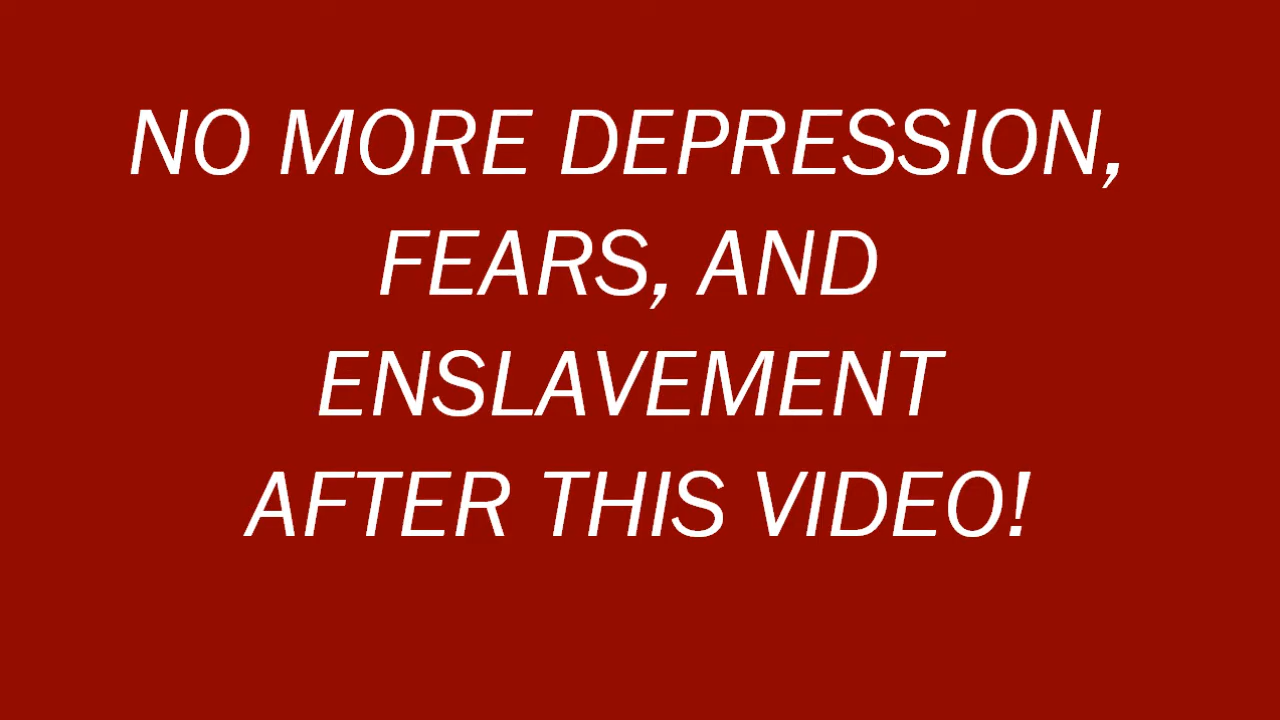 NO MORE DEPRESSION,
FEARS, AND
ENSLAVEMENT
AFTER THIS VIDEO!